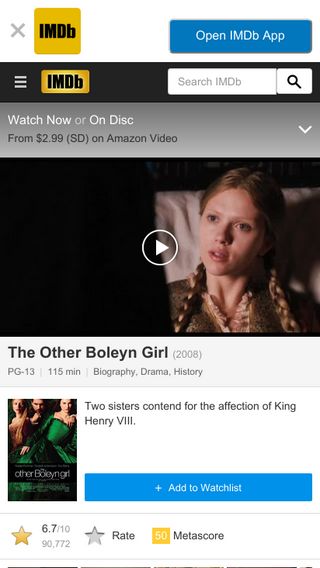 IMDb
Open IMDb App
IMDb
Search IMDb
Watch Now or On Disc
From $2.99 (SD) on Amazon Video
The Other Boleyn Girl (2008)
PG-13 | 115 min | Biography, Drama, History
the other Boleyn girl
Two sisters contend for the affection of King
Henry VIII.
+ Add to Watchlist
6.7/10
90,772
Rate
50 Metascore